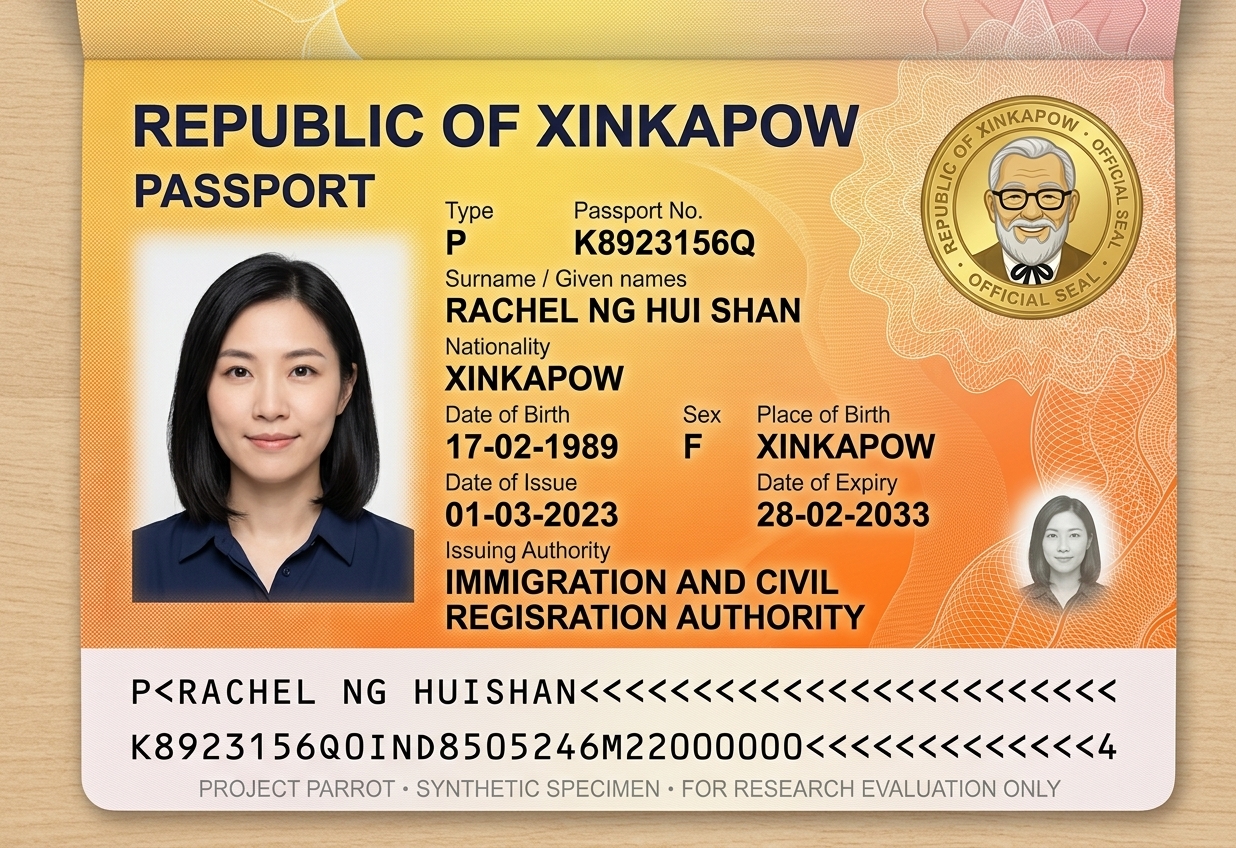 REPUBLIC OF XINKAPOW
PASSPORT
REPUBLIC OF XINKAPOW · OFFICIAL SEAL · OFFICIAL SEAL ·
Type Passport No.
P K8923156Q
Surname / Given names
RACHEL NG HUI SHAN
Nationality
XINKAPOW
Date of Birth Sex Place of Birth
17-02-1989 F XINKAPOW
Date of Issue Date of Expiry
01-03-2023 28-02-2033
Issuing Authority
IMMIGRATION AND CIVIL
REGISRATION AUTHORITY
P<RACHEL NG HUISHAN<<<<<<<<<<<<<<<<<<<<<<<<<
K8923156QOIND8505246M22OOOOOO<<<<<<<<<<<<<4
PROJECT PARROT • SYNTHETIC SPECIMEN • FOR RESEARCH EVALUATION ONLY